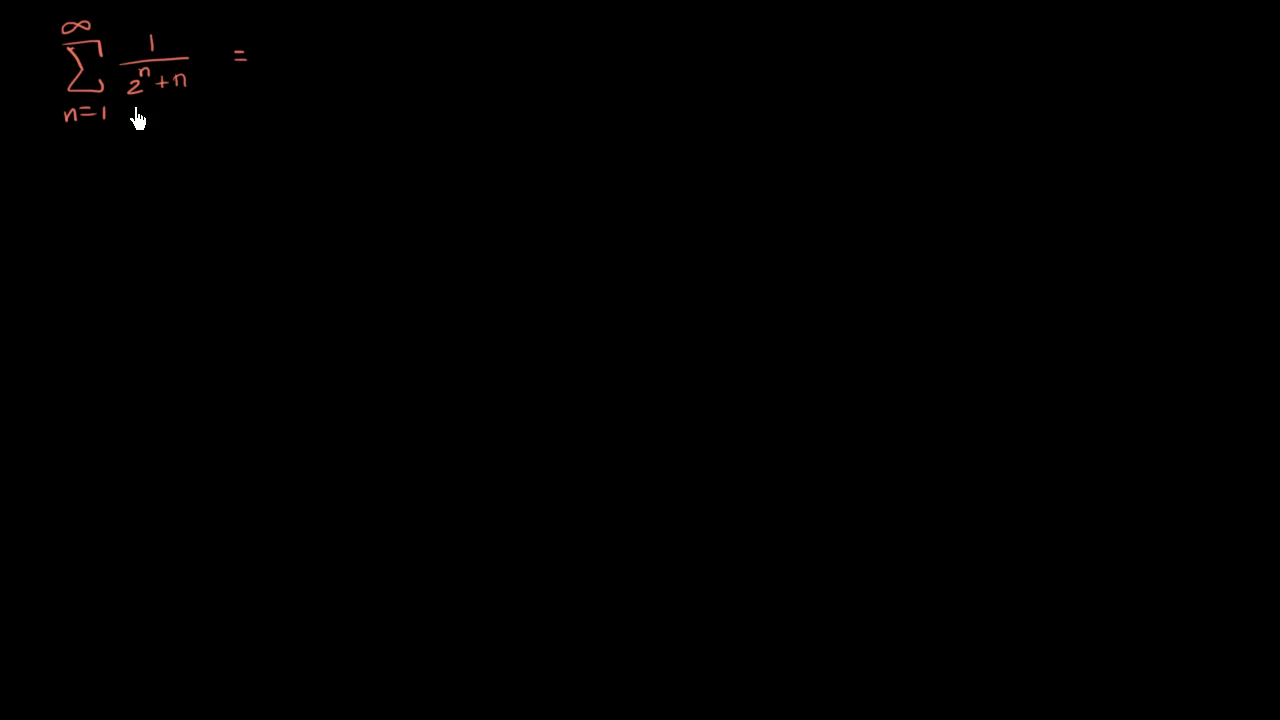 ∞
∑ 1/(2^n + n) =
n=1